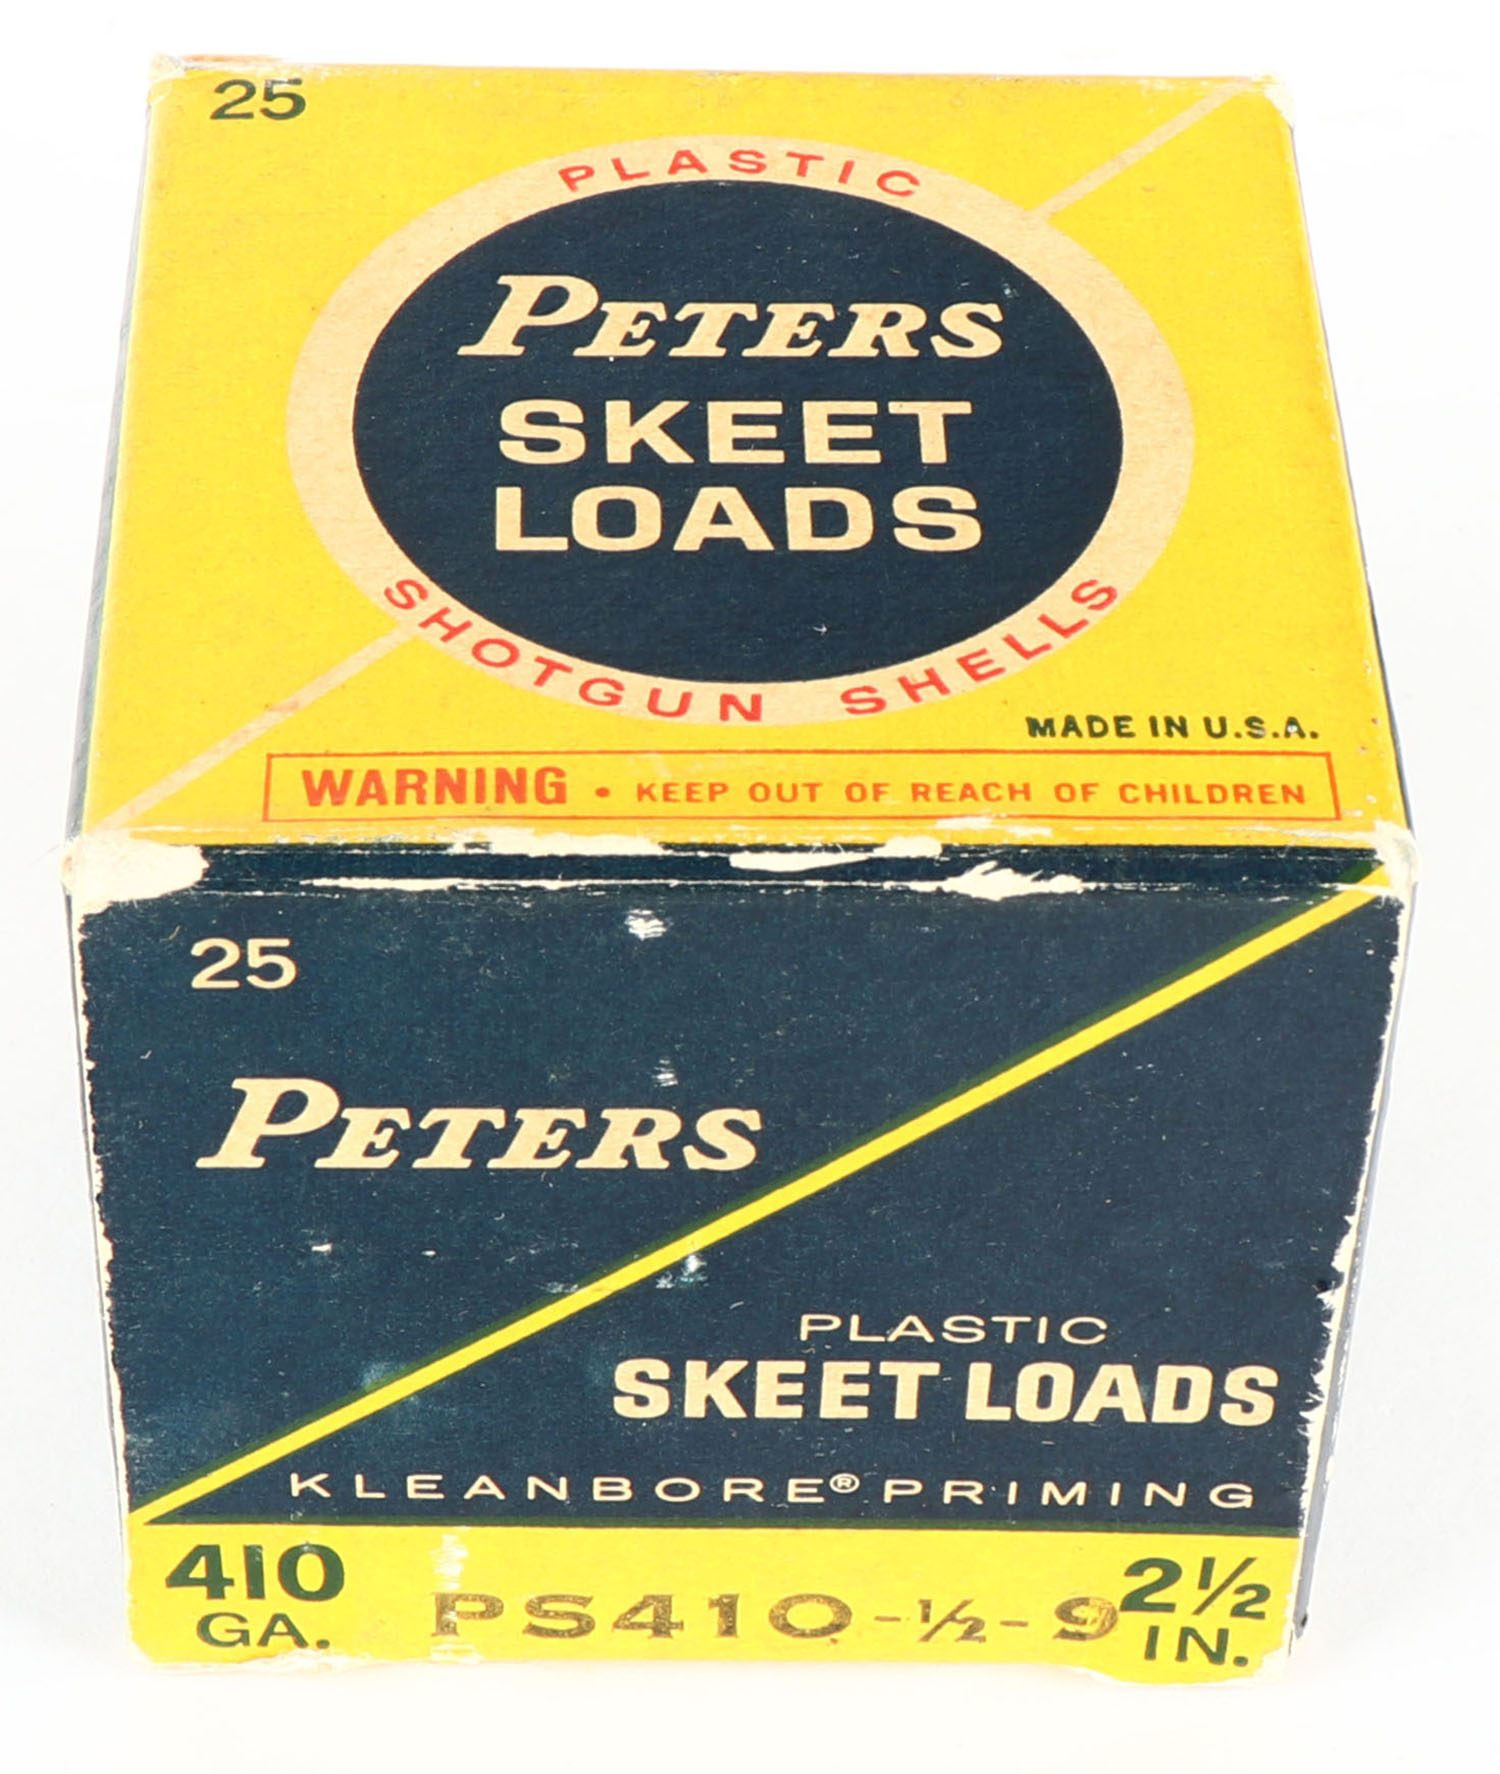 25
PLASTIC
PETERS
SKEET
LOADS
SHOTGUN SHELLS
MADE IN U.S.A.
WARNING • KEEP OUT OF REACH OF CHILDREN
25
PETERS
PLASTIC
SKEET LOADS
KLEANBORE® PRIMING
410
GA.
PS410-½-9
2½
IN.